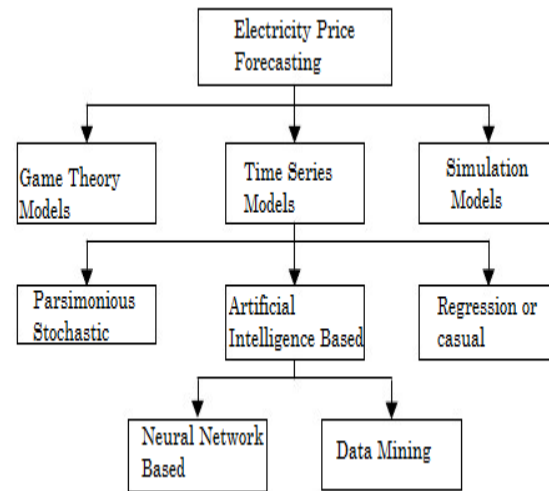 Electricity Price
Forecasting
Game Theory
Models
Time Series
Models
Simulation
Models
Parsimonious
Stochastic
Artificial
Intelligence Based
Regression or
casual
Neural Network
Based
Data Mining